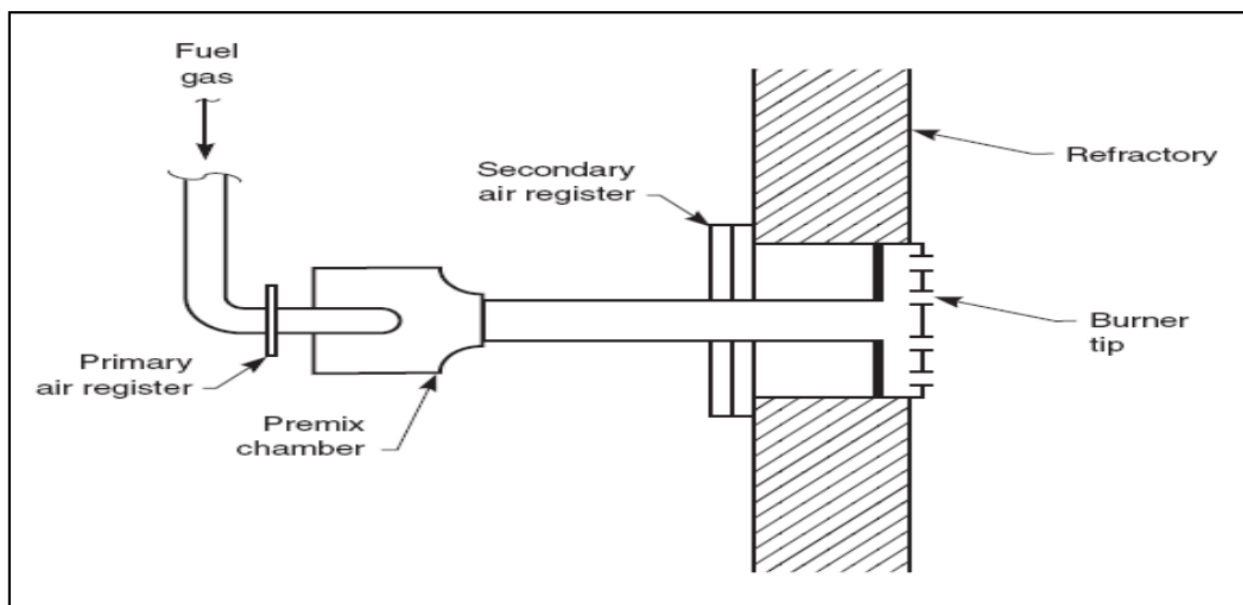 Fuel
gas
Secondary
air register
Refractory
Primary
air register
Premix
chamber
Burner
tip